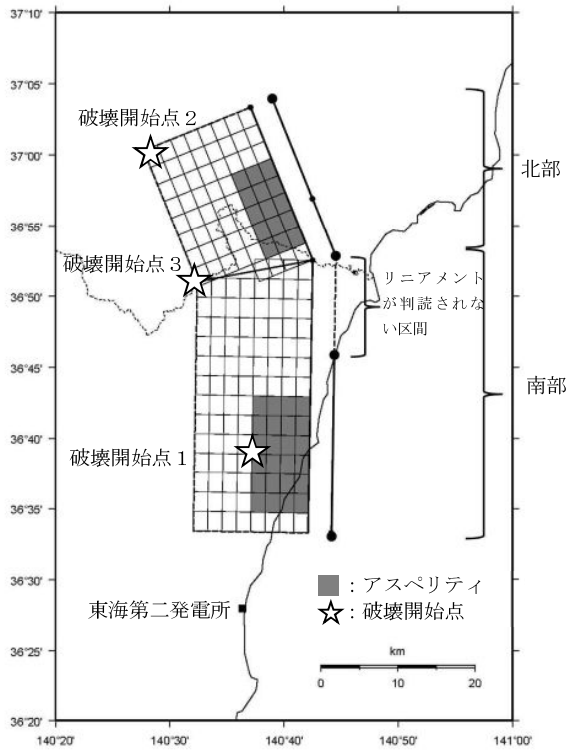 37°10'
37°05'
37°00'
36°55'
36°50'
36°45'
36°40'
36°35'
36°30'
36°25'
36°20'
140°20'
140°30'
140°40'
140°50'
141°00'
破壊開始点２
破壊開始点３
破壊開始点１
北部
リニアメント
が判読されな
い区間
南部
：アスペリティ
：破壊開始点
東海第二発電所
km
0
10
20